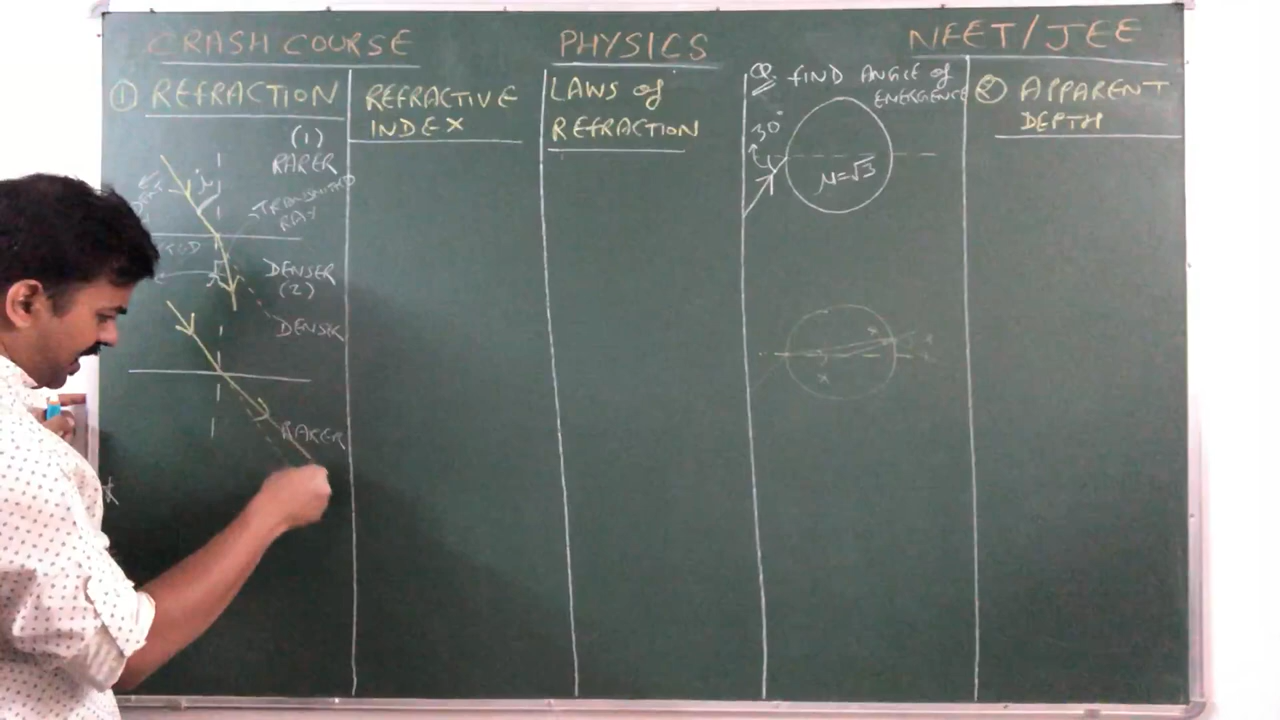 CRASH COURSE
PHYSICS
NEET/JEE
① REFRACTION
(1)
RARER
i
TRANSMITTED
RAY
DENSER
(2)
DENSER
RARER
REFRACTIVE
INDEX
LAWS of
REFRACTION
Q. FIND ANGLE of
EMERGENCE
30°
μ=√3
② APPARENT
DEPTH